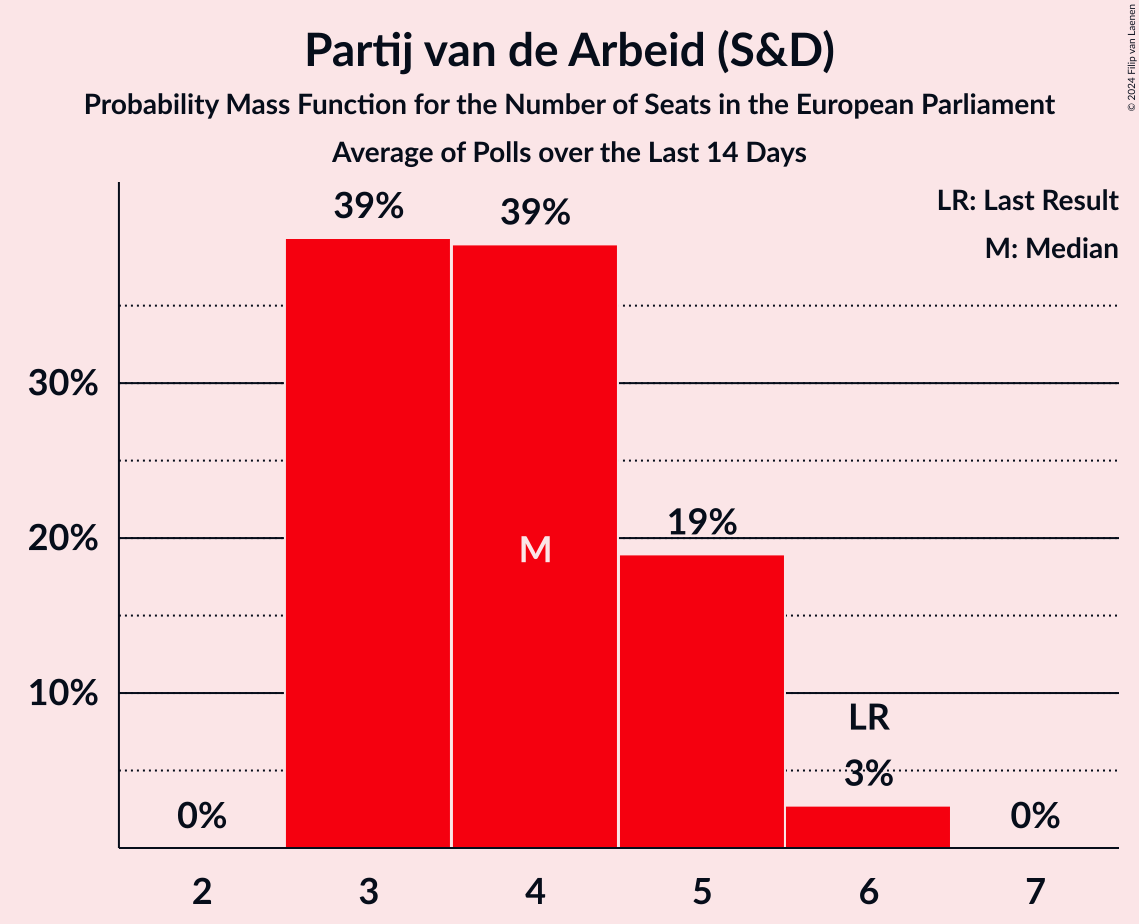 Partij van de Arbeid (S&D)
Probability Mass Function for the Number of Seats in the European Parliament
Average of Polls over the Last 14 Days
© 2024 Filip van Laenen
LR: Last Result
M: Median
39%
39%
30%
20%
19%
M
10%
LR
3%
0%
0%
2
3
4
5
6
7